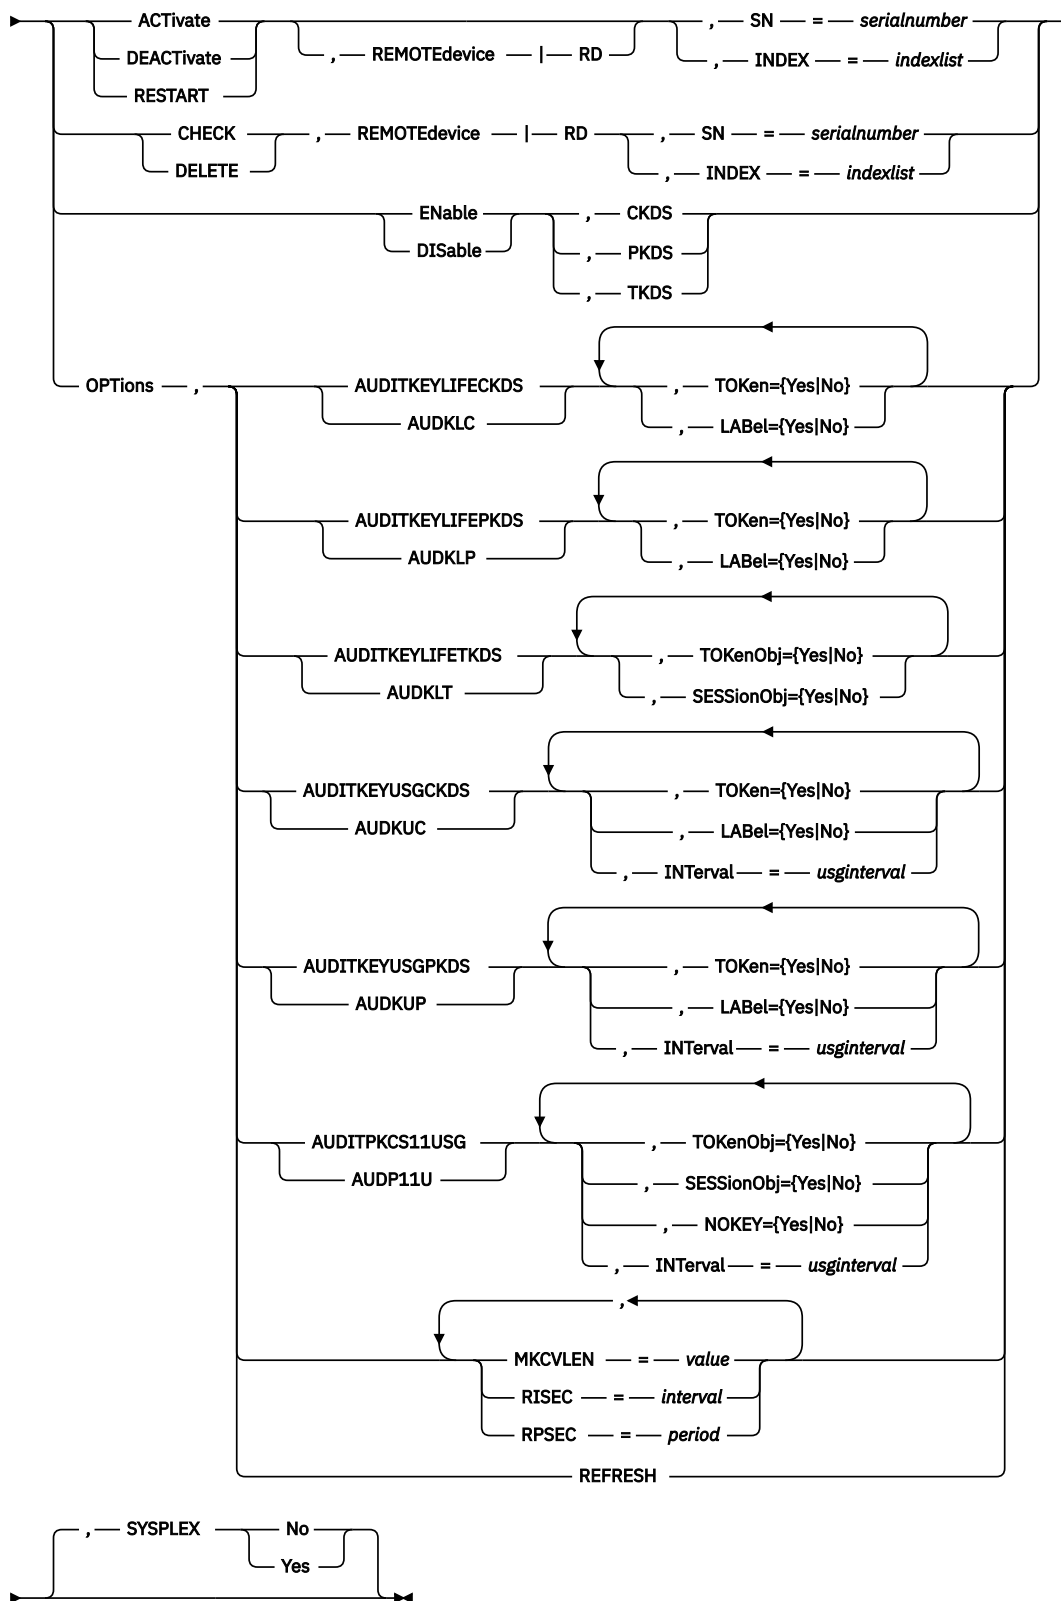 ACTivate , SN = serialnumber
DEACTivate , REMOTEdevice | RD , INDEX = indexlist
RESTART
CHECK , REMOTEdevice | RD , SN = serialnumber
DELETE , INDEX = indexlist
ENable , CKDS
DISable , PKDS
, TKDS
OPTions , AUDITKEYLIFECKDS , TOKen={Yes|No}
AUDKLC , LABel={Yes|No}
AUDITKEYLIFEPKDS , TOKen={Yes|No}
AUDKLP , LABel={Yes|No}
AUDITKEYLIFETKDS , TOKenObj={Yes|No}
AUDKLT , SESSionObj={Yes|No}
AUDITKEYUSGCKDS , TOKen={Yes|No}
AUDKUC , LABel={Yes|No}
, INTerval = usginterval
AUDITKEYUSGPKDS , TOKen={Yes|No}
AUDKUP , LABel={Yes|No}
, INTerval = usginterval
AUDITPKCS11USG , TOKenObj={Yes|No}
AUDP11U , SESSionObj={Yes|No}
, NOKEY={Yes|No}
, INTerval = usginterval
,
MKCVLEN = value
RISEC = interval
RPSEC = period
REFRESH
, SYSPLEX No
Yes